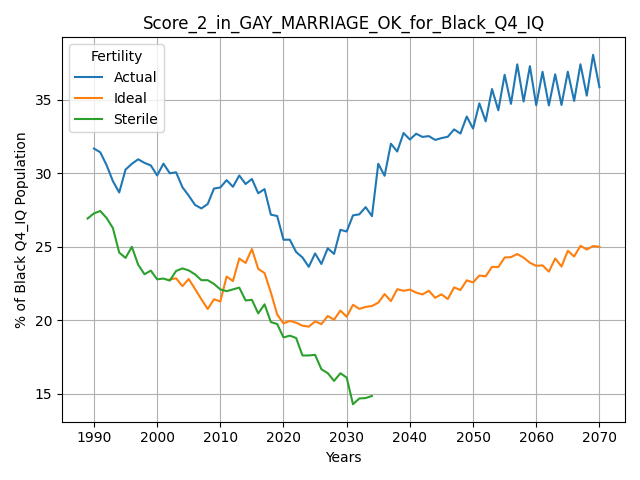 Score_2_in_GAY_MARRIAGE_OK_for_Black_Q4_IQ
Fertility
Actual
Ideal
Sterile
% of Black Q4_IQ Population
35
30
25
20
15
1990 2000 2010 2020 2030 2040 2050 2060 2070
Years